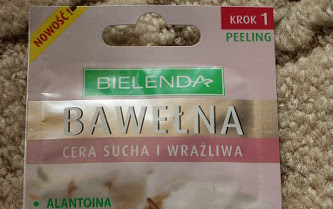 NOWOŚĆ!
KROK 1
PEELING
BIELENDA
BAWEŁNA
CERA SUCHA I WRAŻLIWA
• ALANTOINA